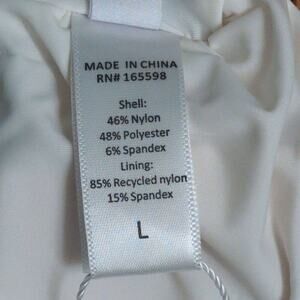 MADE IN CHINA
RN# 165598
Shell:
46% Nylon
48% Polyester
6% Spandex
Lining:
85% Recycled nylon
15% Spandex
L